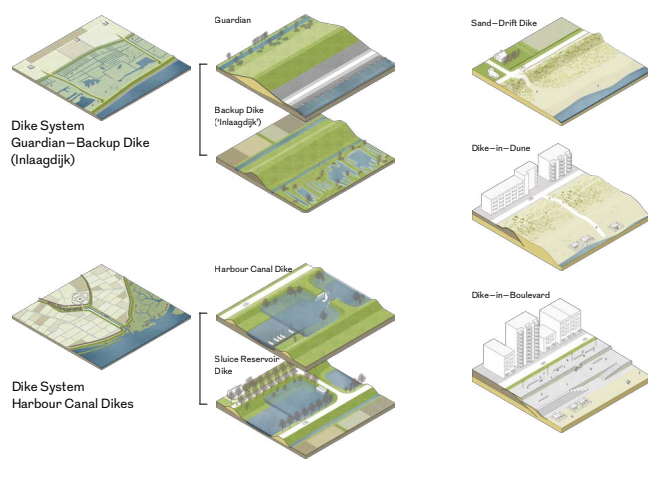 Guardian
Sand–Drift Dike
Backup Dike
(‘Inlaagdijk’)
Dike System
Guardian–Backup Dike
(Inlaagdijk)
Dike–in–Dune
Harbour Canal Dike
Dike–in–Boulevard
Sluice Reservoir
Dike
Dike System
Harbour Canal Dikes